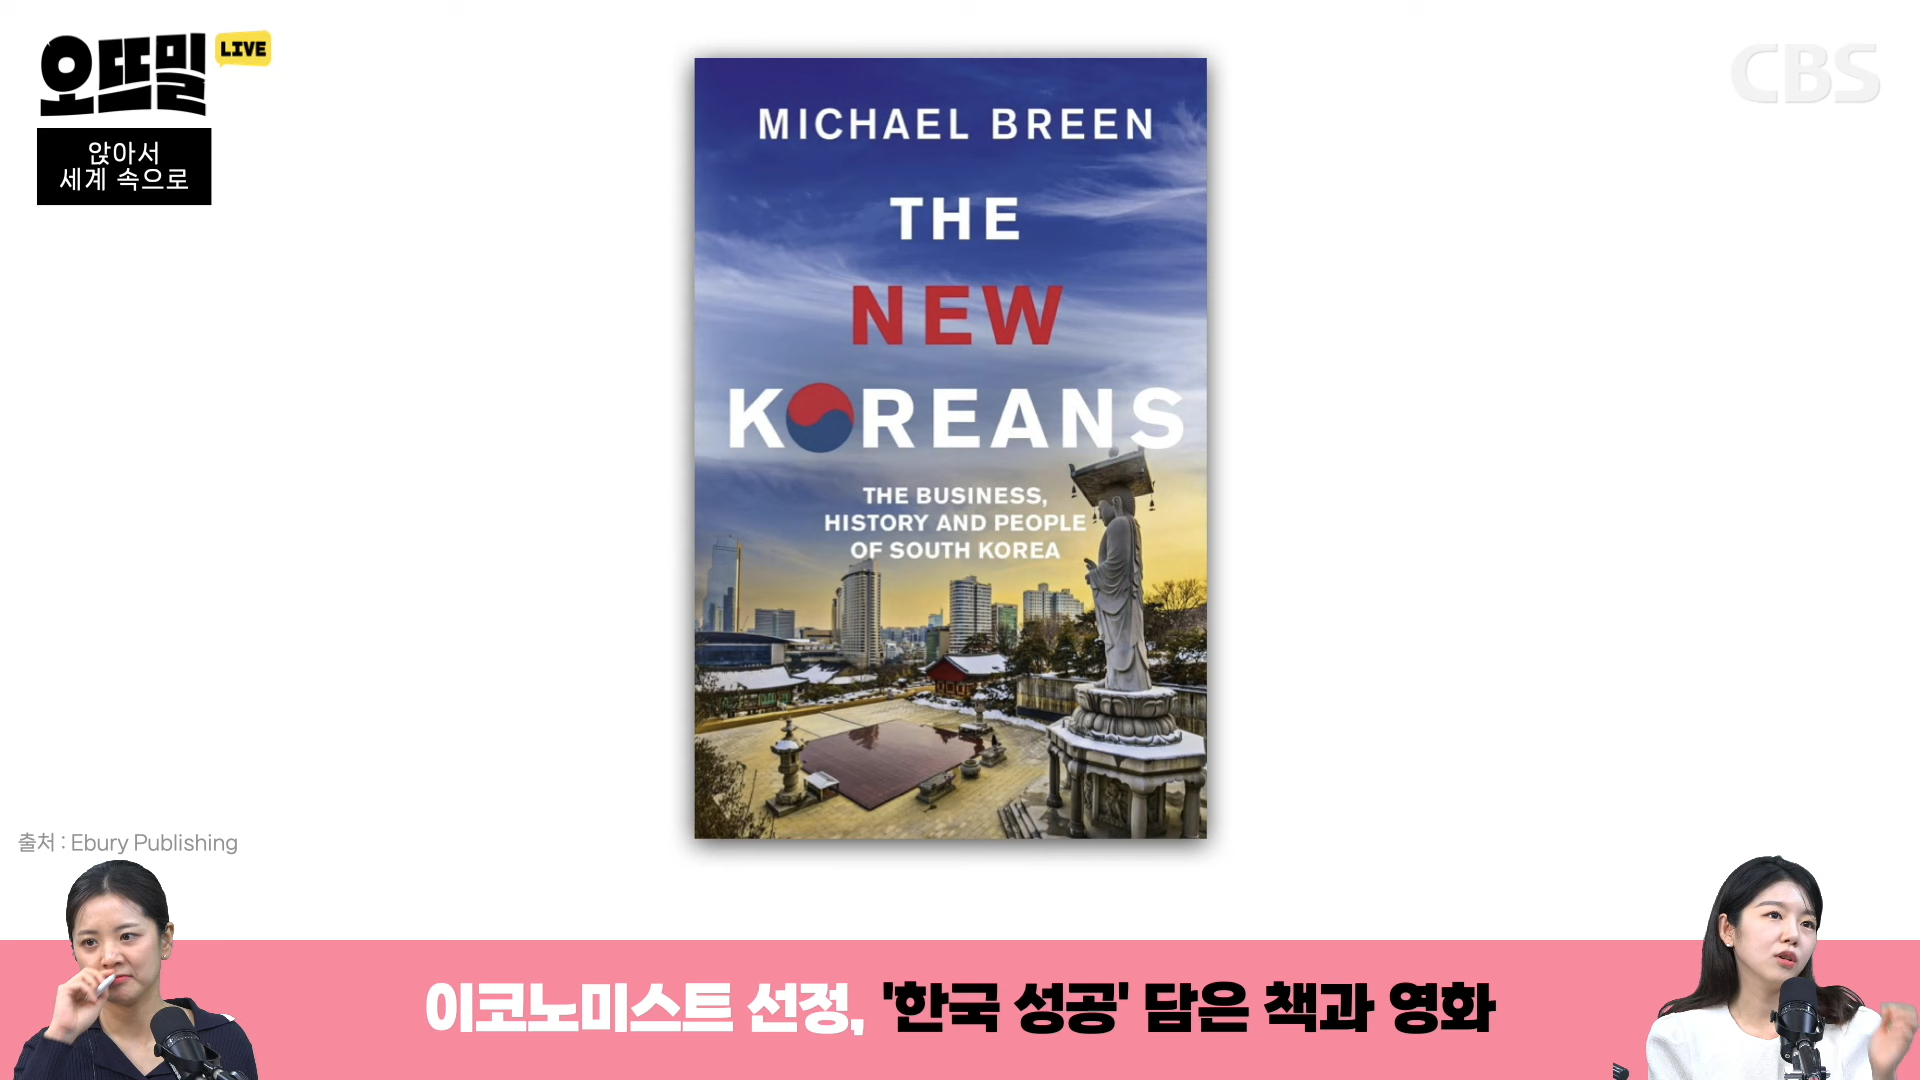 오뜨밀
LIVE
앉아서
세계 속으로
CBS
MICHAEL BREEN
THE
NEW
KOREANS
THE BUSINESS,
HISTORY AND PEOPLE
OF SOUTH KOREA
출처 : Ebury Publishing
이코노미스트 선정, '한국 성공' 담은 책과 영화